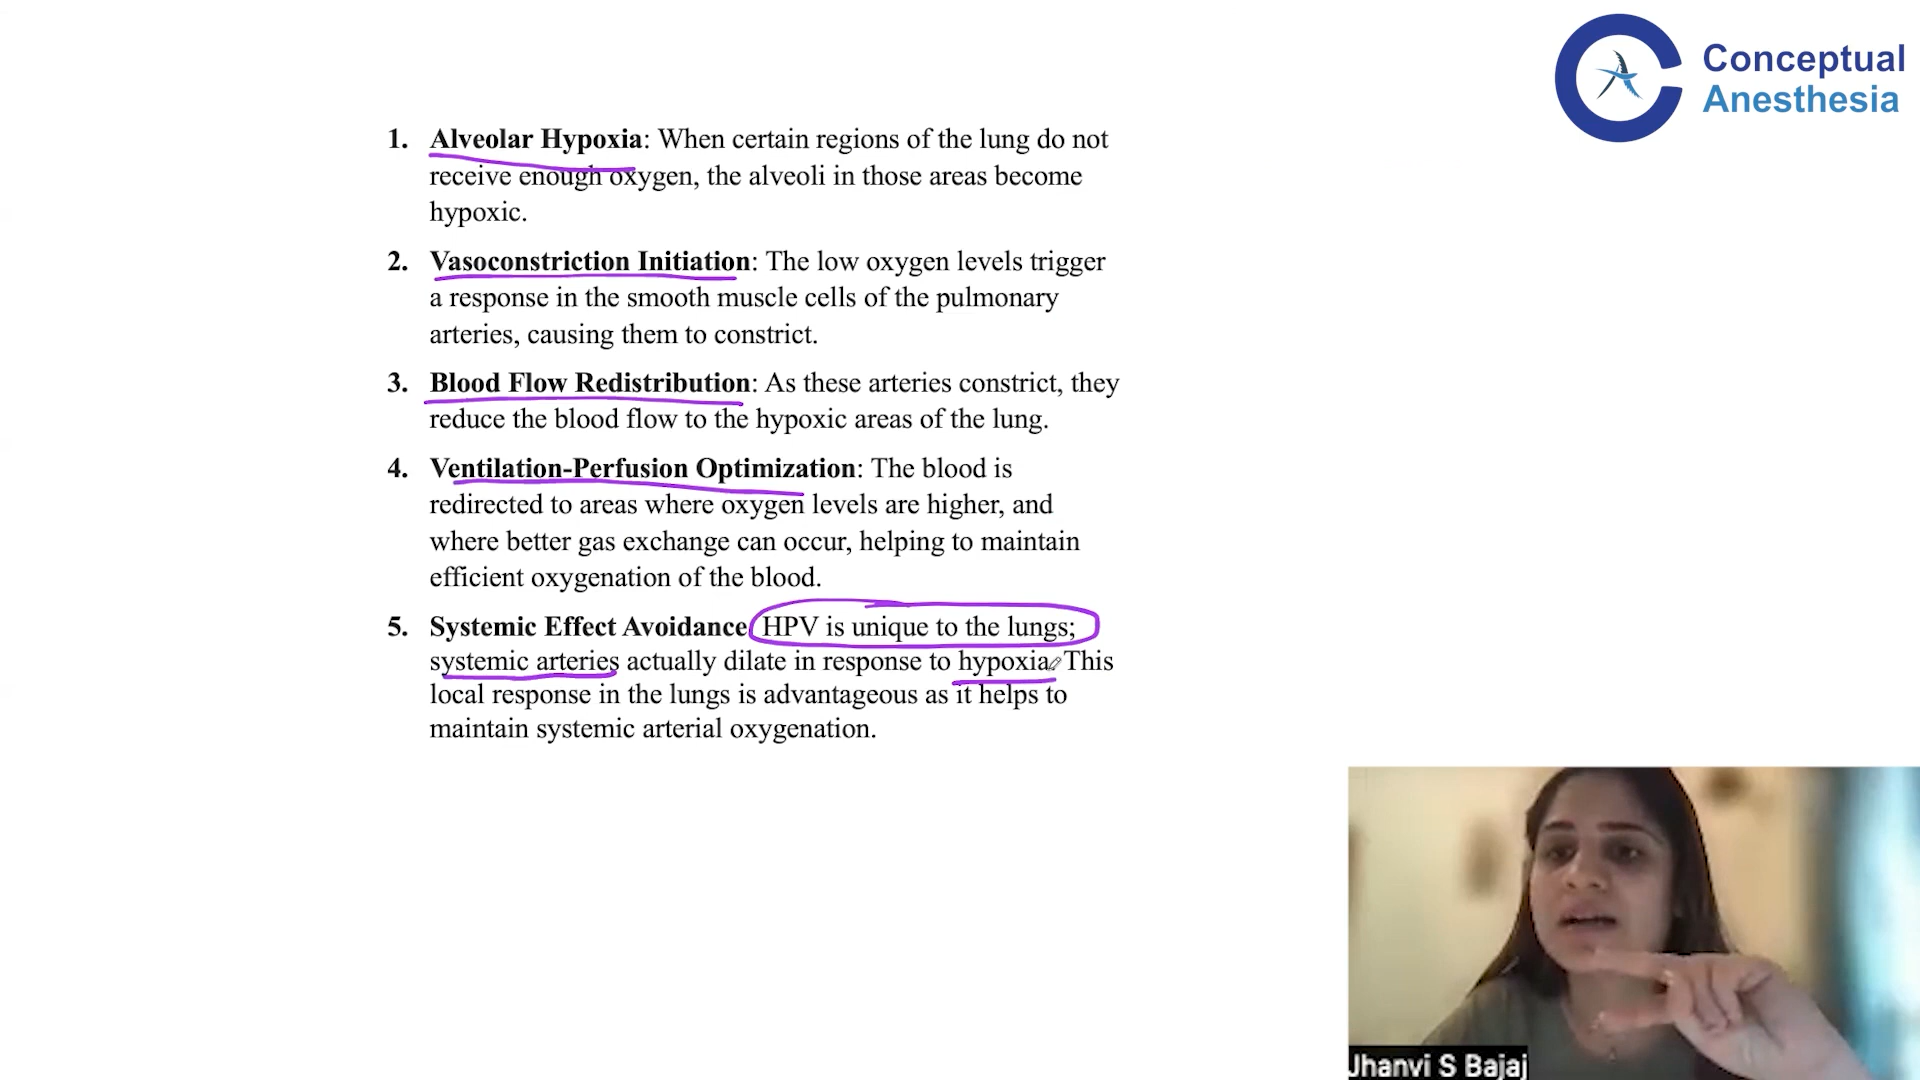 Conceptual
Anesthesia
1. Alveolar Hypoxia: When certain regions of the lung do not
receive enough oxygen, the alveoli in those areas become
hypoxic.
2. Vasoconstriction Initiation: The low oxygen levels trigger
a response in the smooth muscle cells of the pulmonary
arteries, causing them to constrict.
3. Blood Flow Redistribution: As these arteries constrict, they
reduce the blood flow to the hypoxic areas of the lung.
4. Ventilation-Perfusion Optimization: The blood is
redirected to areas where oxygen levels are higher, and
where better gas exchange can occur, helping to maintain
efficient oxygenation of the blood.
5. Systemic Effect Avoidance HPV is unique to the lungs;
systemic arteries actually dilate in response to hypoxia. This
local response in the lungs is advantageous as it helps to
maintain systemic arterial oxygenation.
Jhanvi S Bajaj